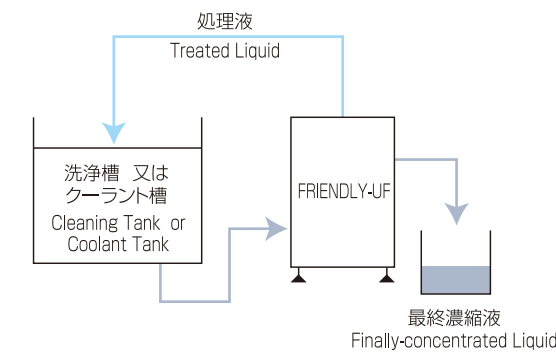 処理液
Treated Liquid
洗浄槽 又は
クーラント槽
Cleaning Tank or
Coolant Tank
FRIENDLY-UF
最終濃縮液
Finally-concentrated Liquid